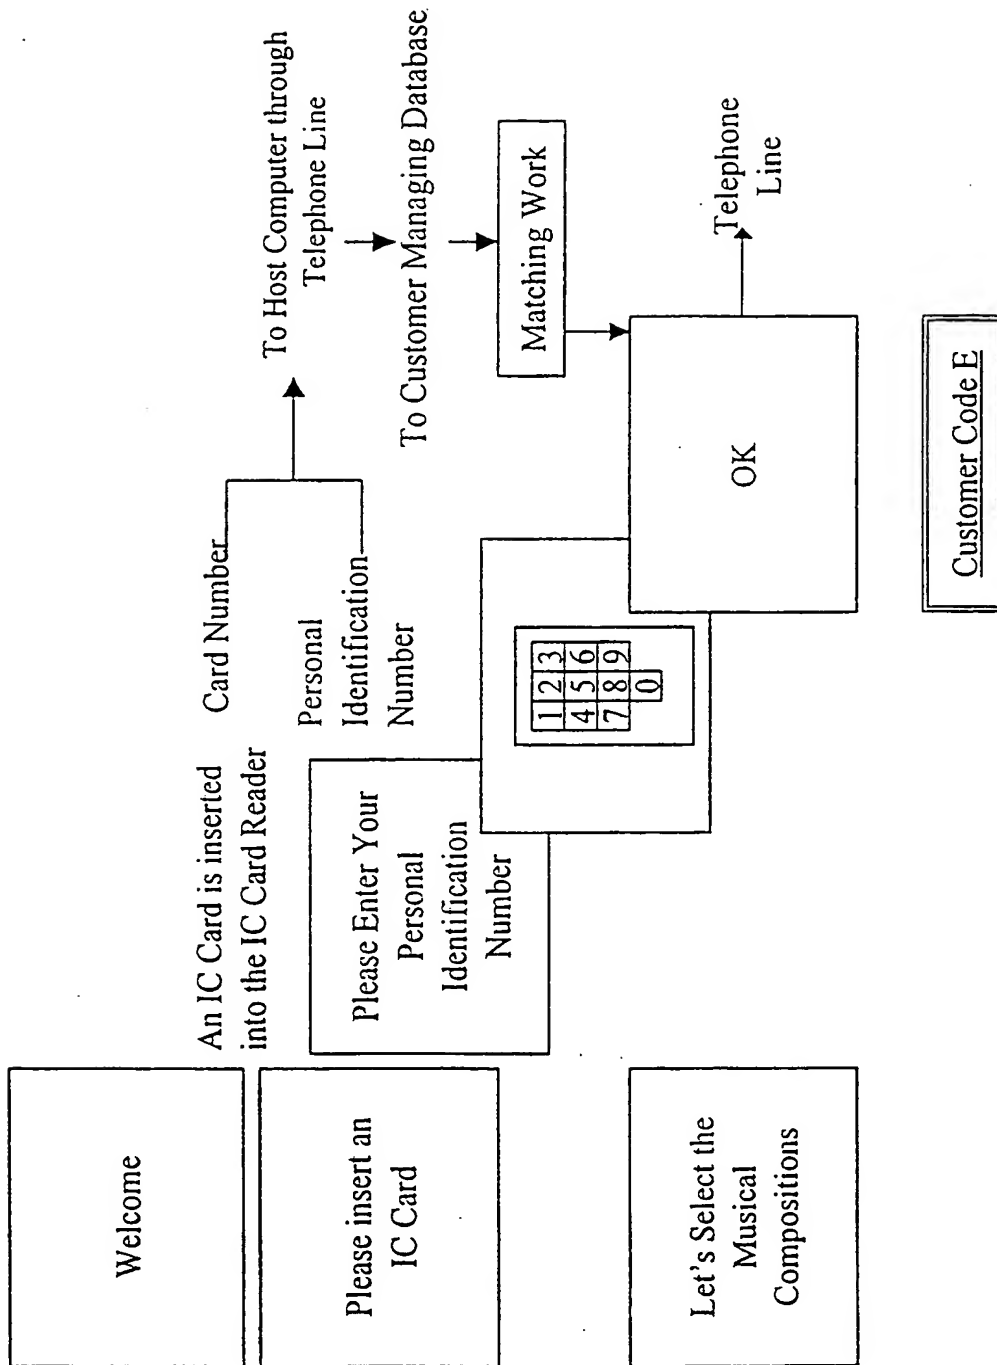 Welcome
Please insert an
IC Card
An IC Card is inserted
into the IC Card Reader
Please Enter Your
Personal
Identification
Number
1 2 3
4 5 6
7 8 9
0
Card Number
Personal
Identification
Number
To Host Computer through
Telephone Line
To Customer Managing Database
Matching Work
OK
Telephone
Line
Let's Select the
Musical
Compositions
Customer Code E